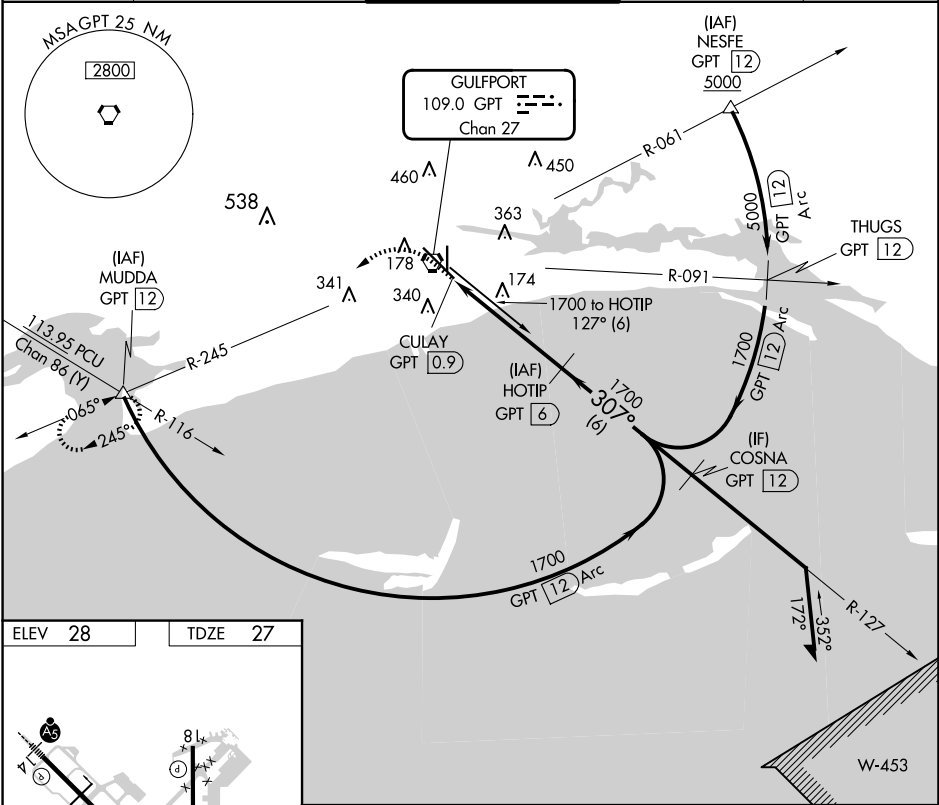 MSA GPT 25 NM
2800
GULFPORT
109.0 GPT
Chan 27
(IAF)
NESFE
GPT 12
5000
R-061
5000
GPT 12 Arc
THUGS
GPT 12
R-091
460
450
538
363
178
341
340
174
1700 to HOTIP
127° (6)
(IAF)
MUDDA
GPT 12
113.95 PCU
Chan 86 (Y)
R-245
065°
245°
R-116
CULAY
GPT 0.9
(IAF)
HOTIP
GPT 6
1700
307°
(6)
1700
GPT 12 Arc
(IF)
COSNA
GPT 12
1700
GPT 12 Arc
172°
352°
R-127
W-453
ELEV 28
TDZE 27
A5
14
P
18
P